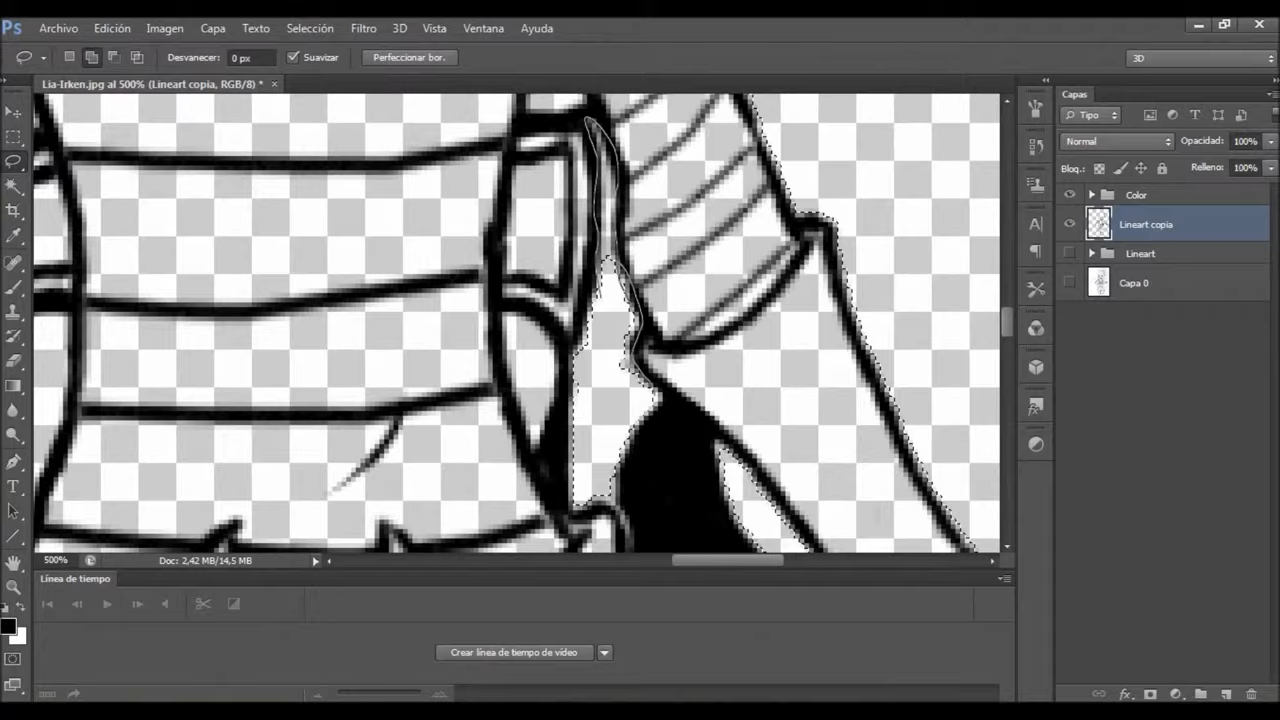 Ps Archivo Edición Imagen Capa Texto Selección Filtro 3D Vista Ventana Ayuda
Desvanecer: 0 px Suavizar Perfeccionar bor. 3D
Lia-Irken.jpg al 500% (Lineart copia, RGB/8) * ×
Capas
Tipo
Normal Opacidad: 100%
Bloq.: Relleno: 100%
Color
Lineart copia
Lineart
Capa 0
500% Doc: 2,42 MB/14,5 MB
Línea de tiempo
Crear línea de tiempo de vídeo